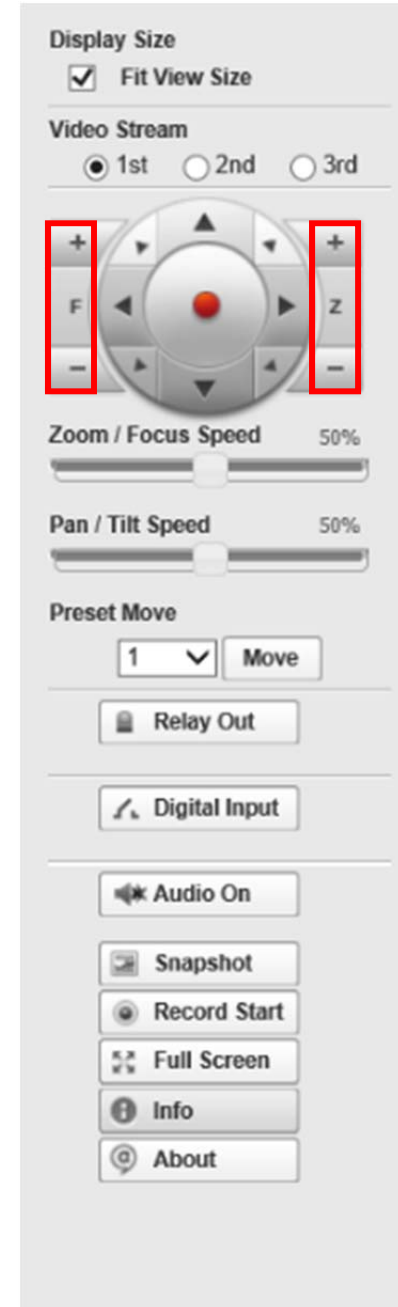 Display Size
Fit View Size
Video Stream
1st 2nd 3rd
+ +
F Z
− −
Zoom / Focus Speed 50%
Pan / Tilt Speed 50%
Preset Move
1 Move
Relay Out
Digital Input
Audio On
Snapshot
Record Start
Full Screen
Info
About